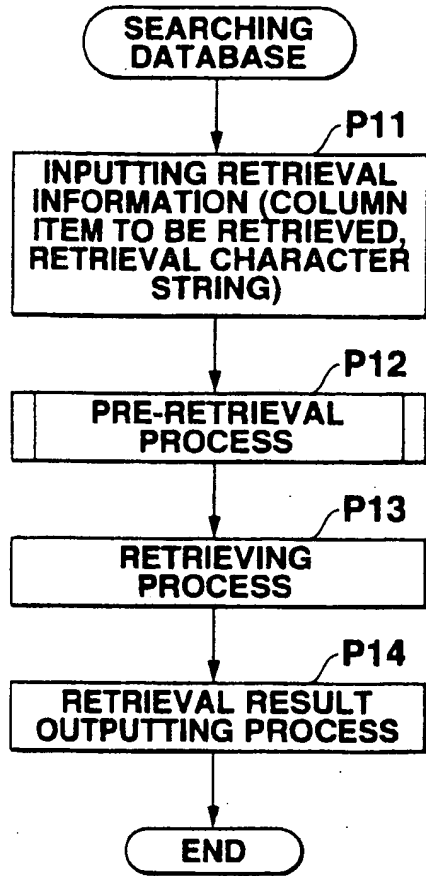 SEARCHING
DATABASE
P11
INPUTTING RETRIEVAL
INFORMATION (COLUMN
ITEM TO BE RETRIEVED,
RETRIEVAL CHARACTER
STRING)
P12
PRE-RETRIEVAL
PROCESS
P13
RETRIEVING
PROCESS
P14
RETRIEVAL RESULT
OUTPUTTING PROCESS
END